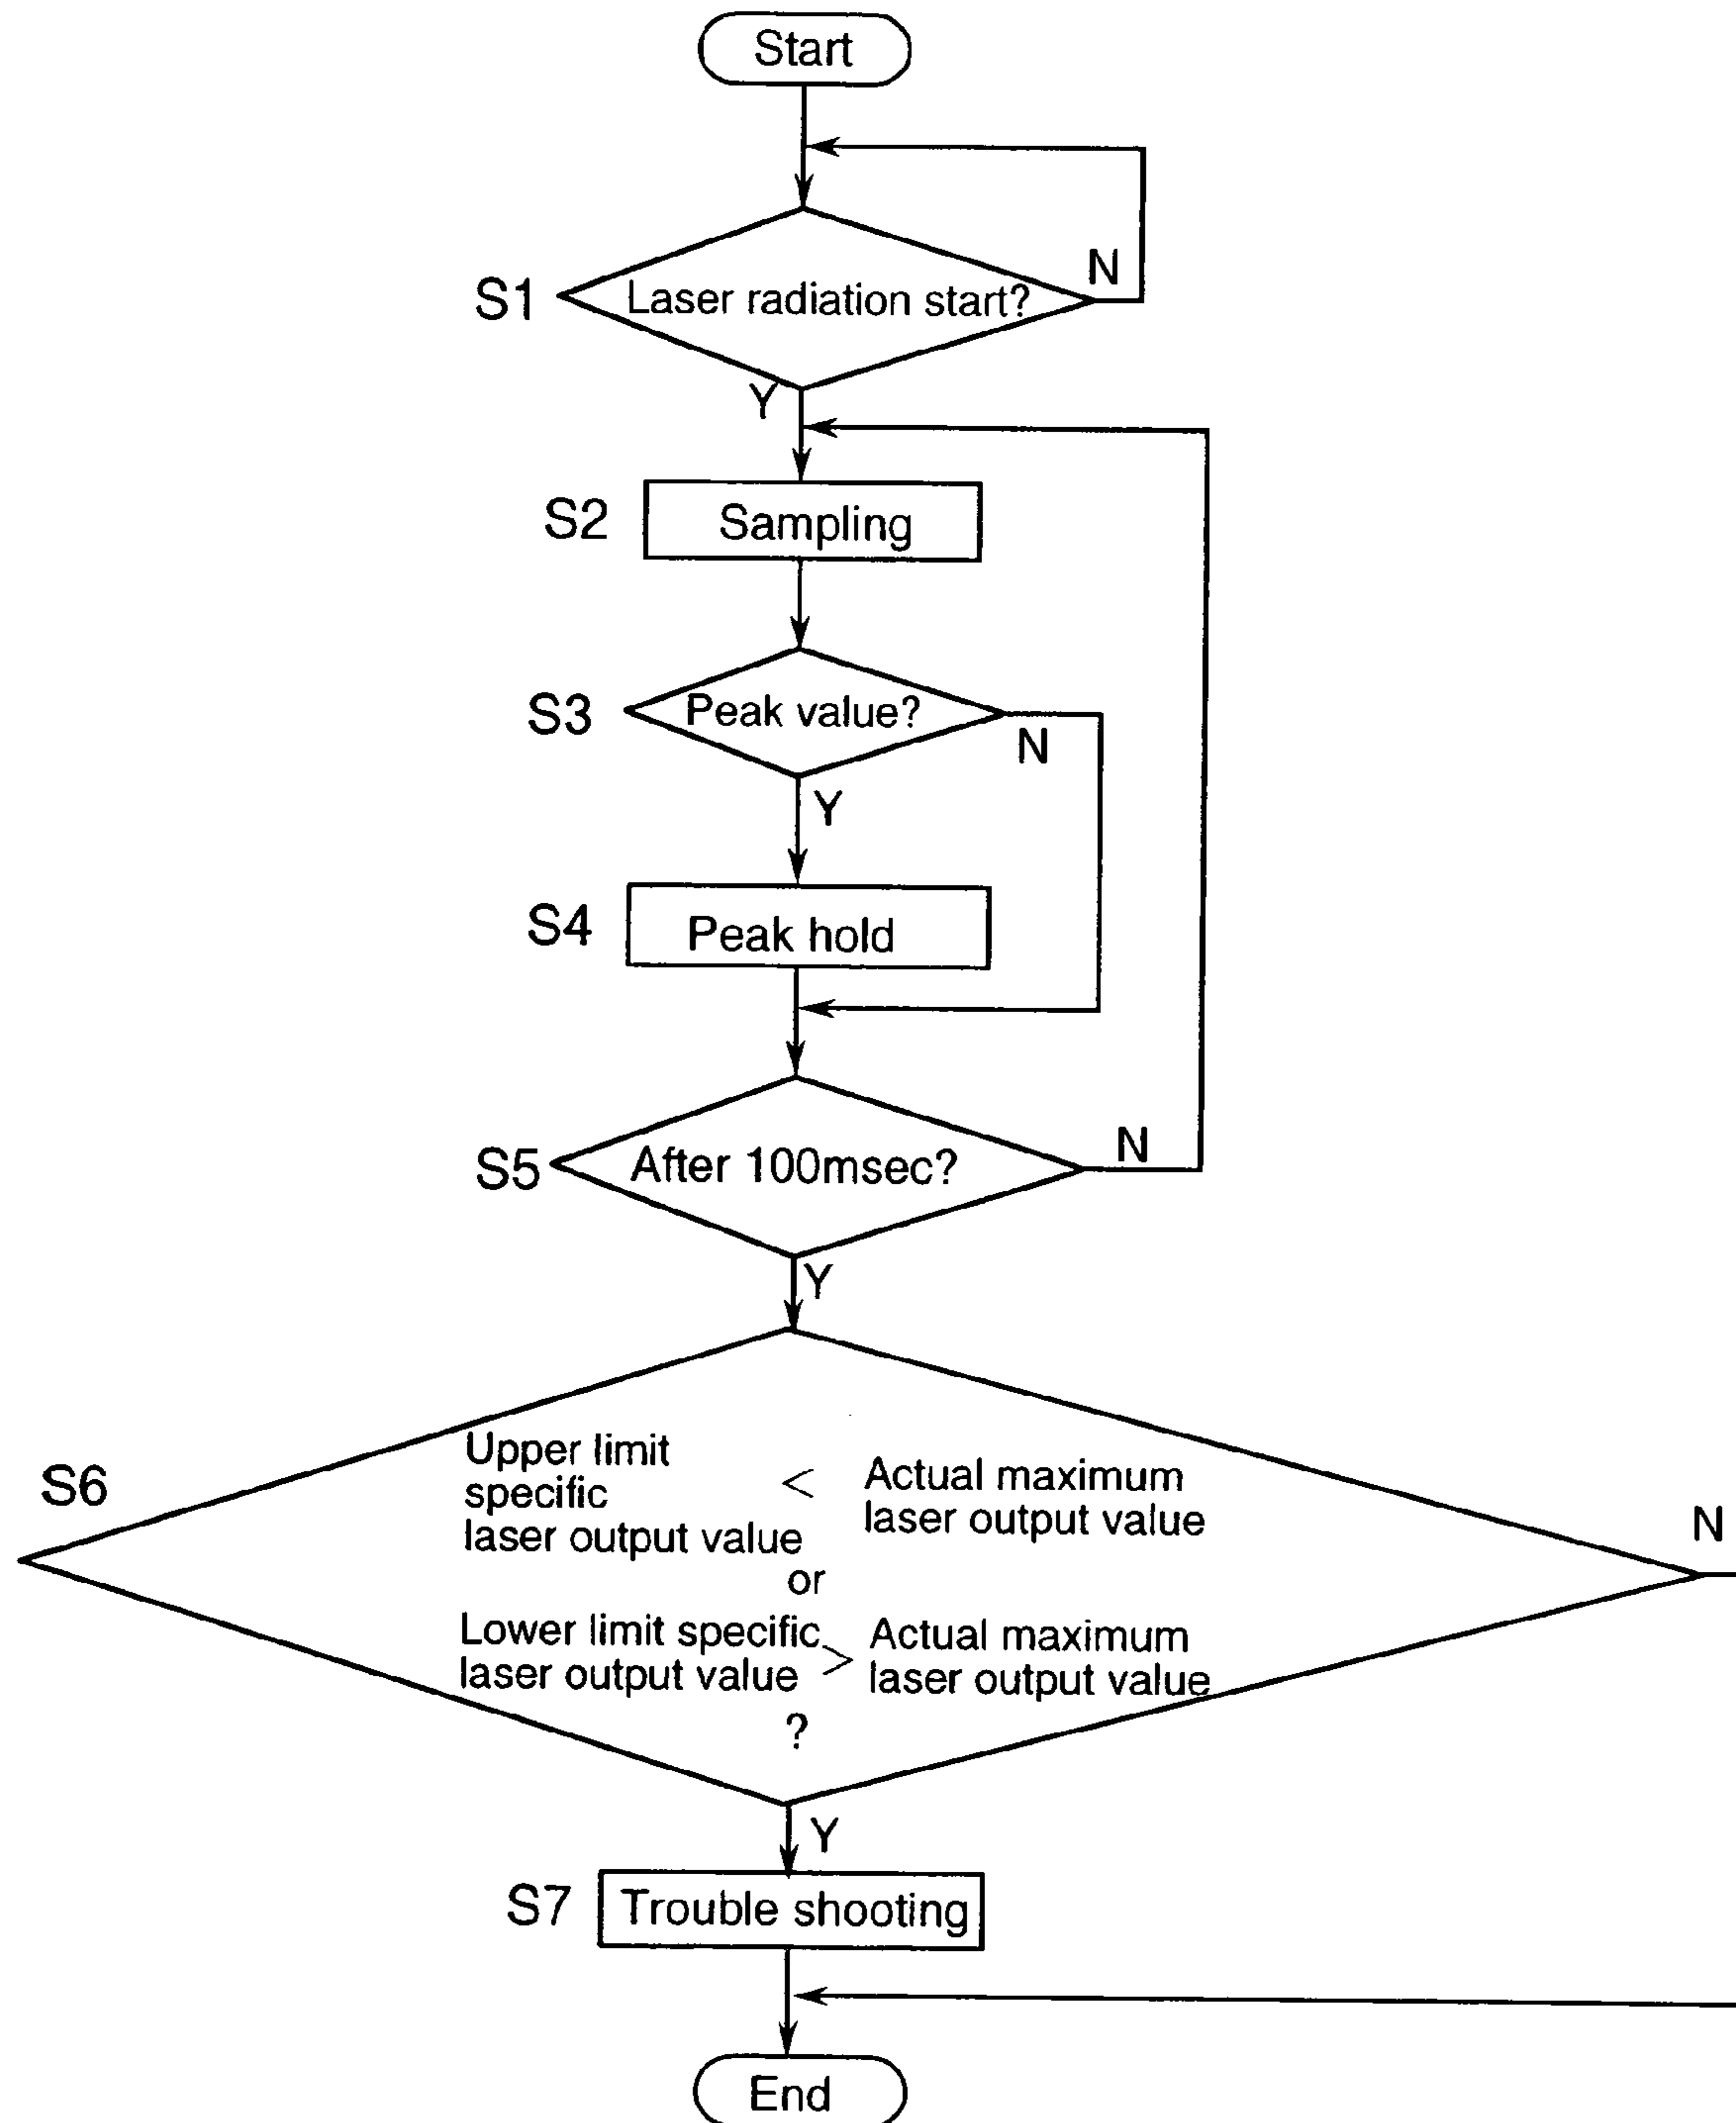 Start
N
S1
Laser radiation start?
Y
S2
Sampling
S3
Peak value?
N
Y
S4
Peak hold
S5
After 100msec?
N
Y
S6
Upper limit
specific
laser output value
<
Actual maximum
laser output value
N
or
Lower limit specific
laser output value
>
Actual maximum
laser output value
?
Y
S7
Trouble shooting
End